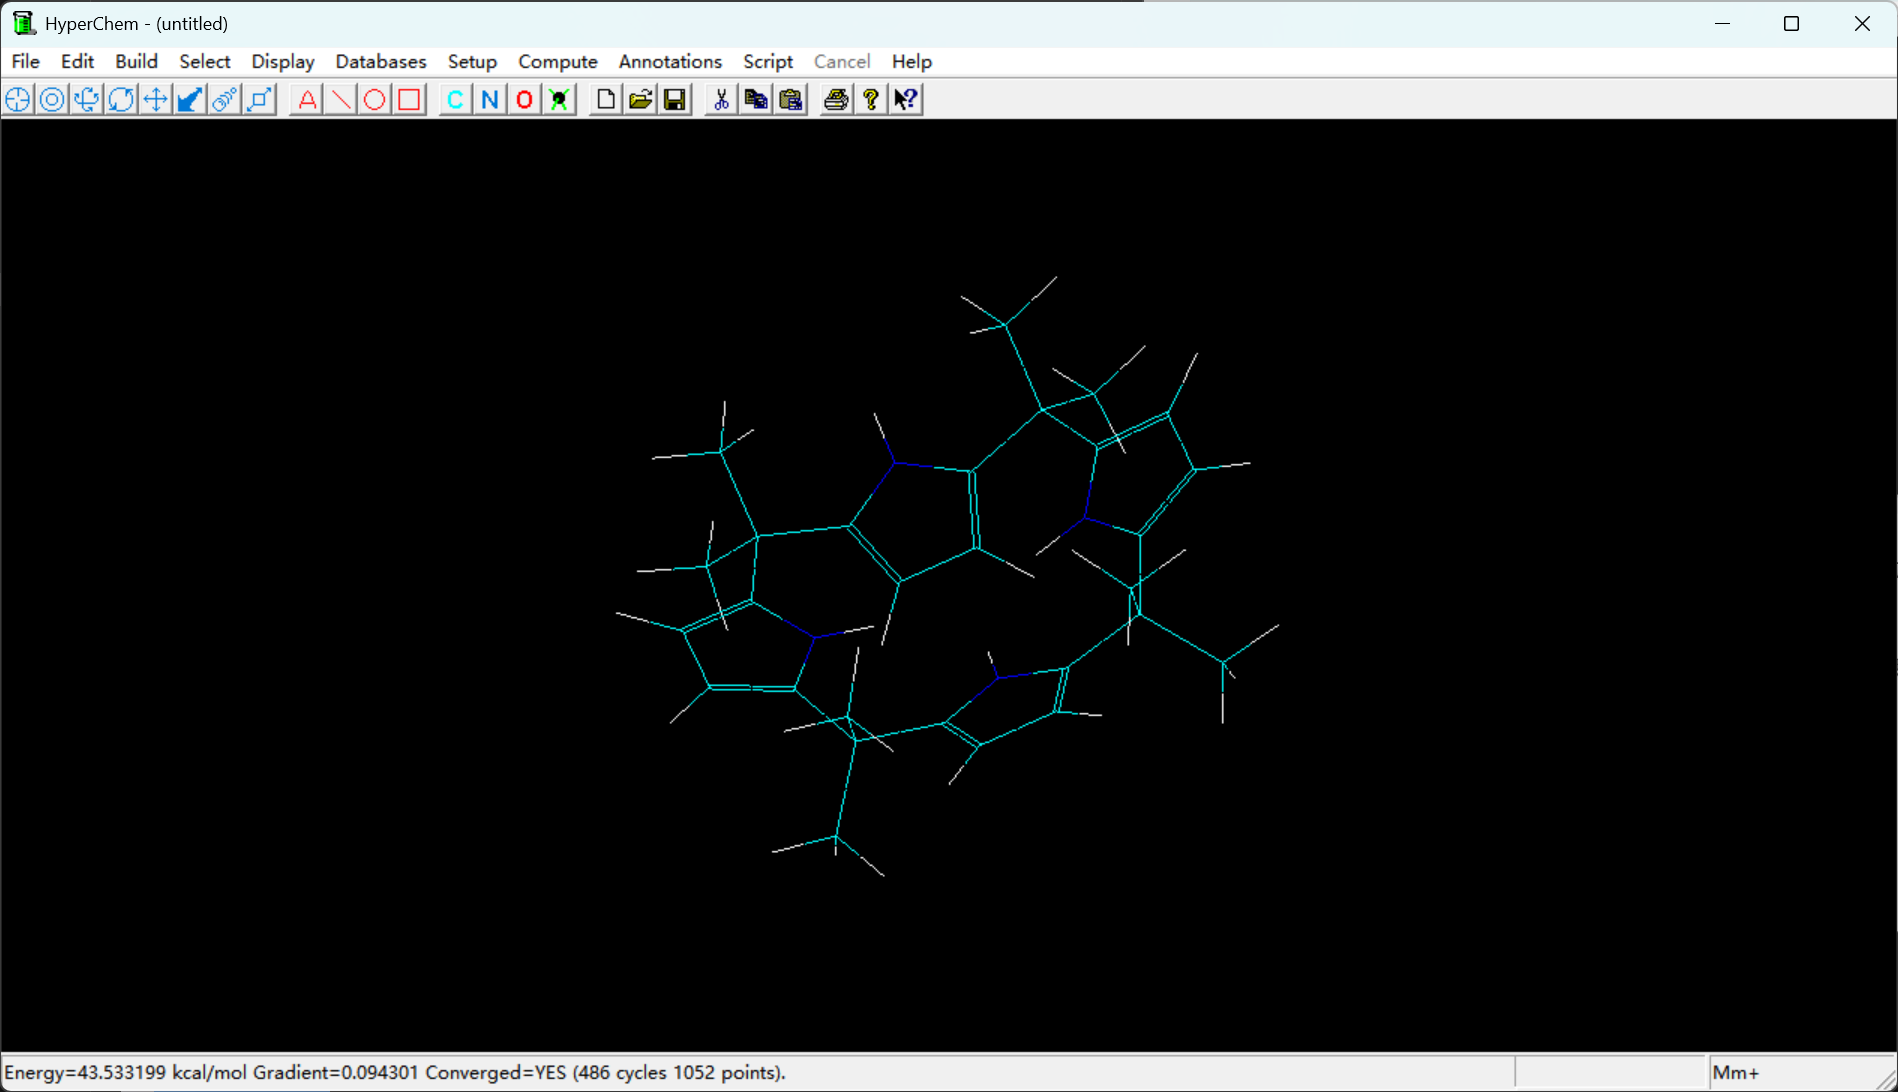 HyperChem - (untitled)
File Edit Build Select Display Databases Setup Compute Annotations Script Cancel Help
A C N O ? ?
Energy=43.533199 kcal/mol Gradient=0.094301 Converged=YES (486 cycles 1052 points). Mm+